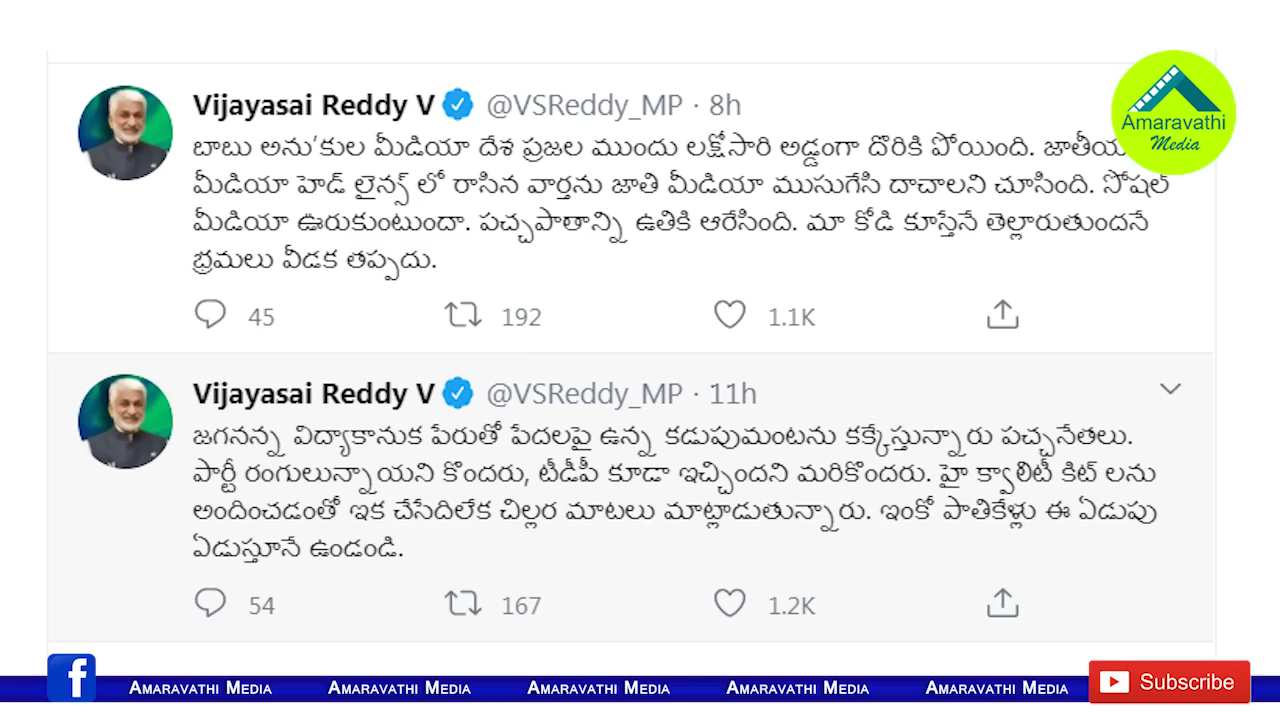 Vijayasai Reddy V @VSReddy_MP · 8h
బాబు అను'కుల మీడియా దేశ ప్రజల ముందు లక్షోసారి అడ్డంగా దొరికి పోయింది. జాతీయ
మీడియా హెడ్ లైన్స్ లో రాసిన వార్తను జాతి మీడియా ముసుగేసి దాచాలని చూసింది. సోషల్
మీడియా ఊరుకుంటుందా. పచ్చపాతాన్ని ఉతికి ఆరేసింది. మా కోడి కూస్తేనే తెల్లారుతుందనే
భ్రమలు వీడక తప్పదు.
45 192 1.1K
Amaravathi
Media
Vijayasai Reddy V @VSReddy_MP · 11h
జగనన్న విద్యాకానుక పేరుతో పేదలపై ఉన్న కడుపుమంటను కక్కేస్తున్నారు పచ్చనేతలు.
పార్టీ రంగులున్నాయని కొందరు, టీడీపీ కూడా ఇచ్చిందని మరికొందరు. హై క్వాలిటీ కిట్ లను
అందించడంతో ఇక చేసేదిలేక చిల్లర మాటలు మాట్లాడుతున్నారు. ఇంకో పాతికేళ్లు ఈ ఏడుపు
ఏడుస్తూనే ఉండండి.
54 167 1.2K
f Amaravathi Media Amaravathi Media Amaravathi Media Amaravathi Media Amaravathi Media Subscribe